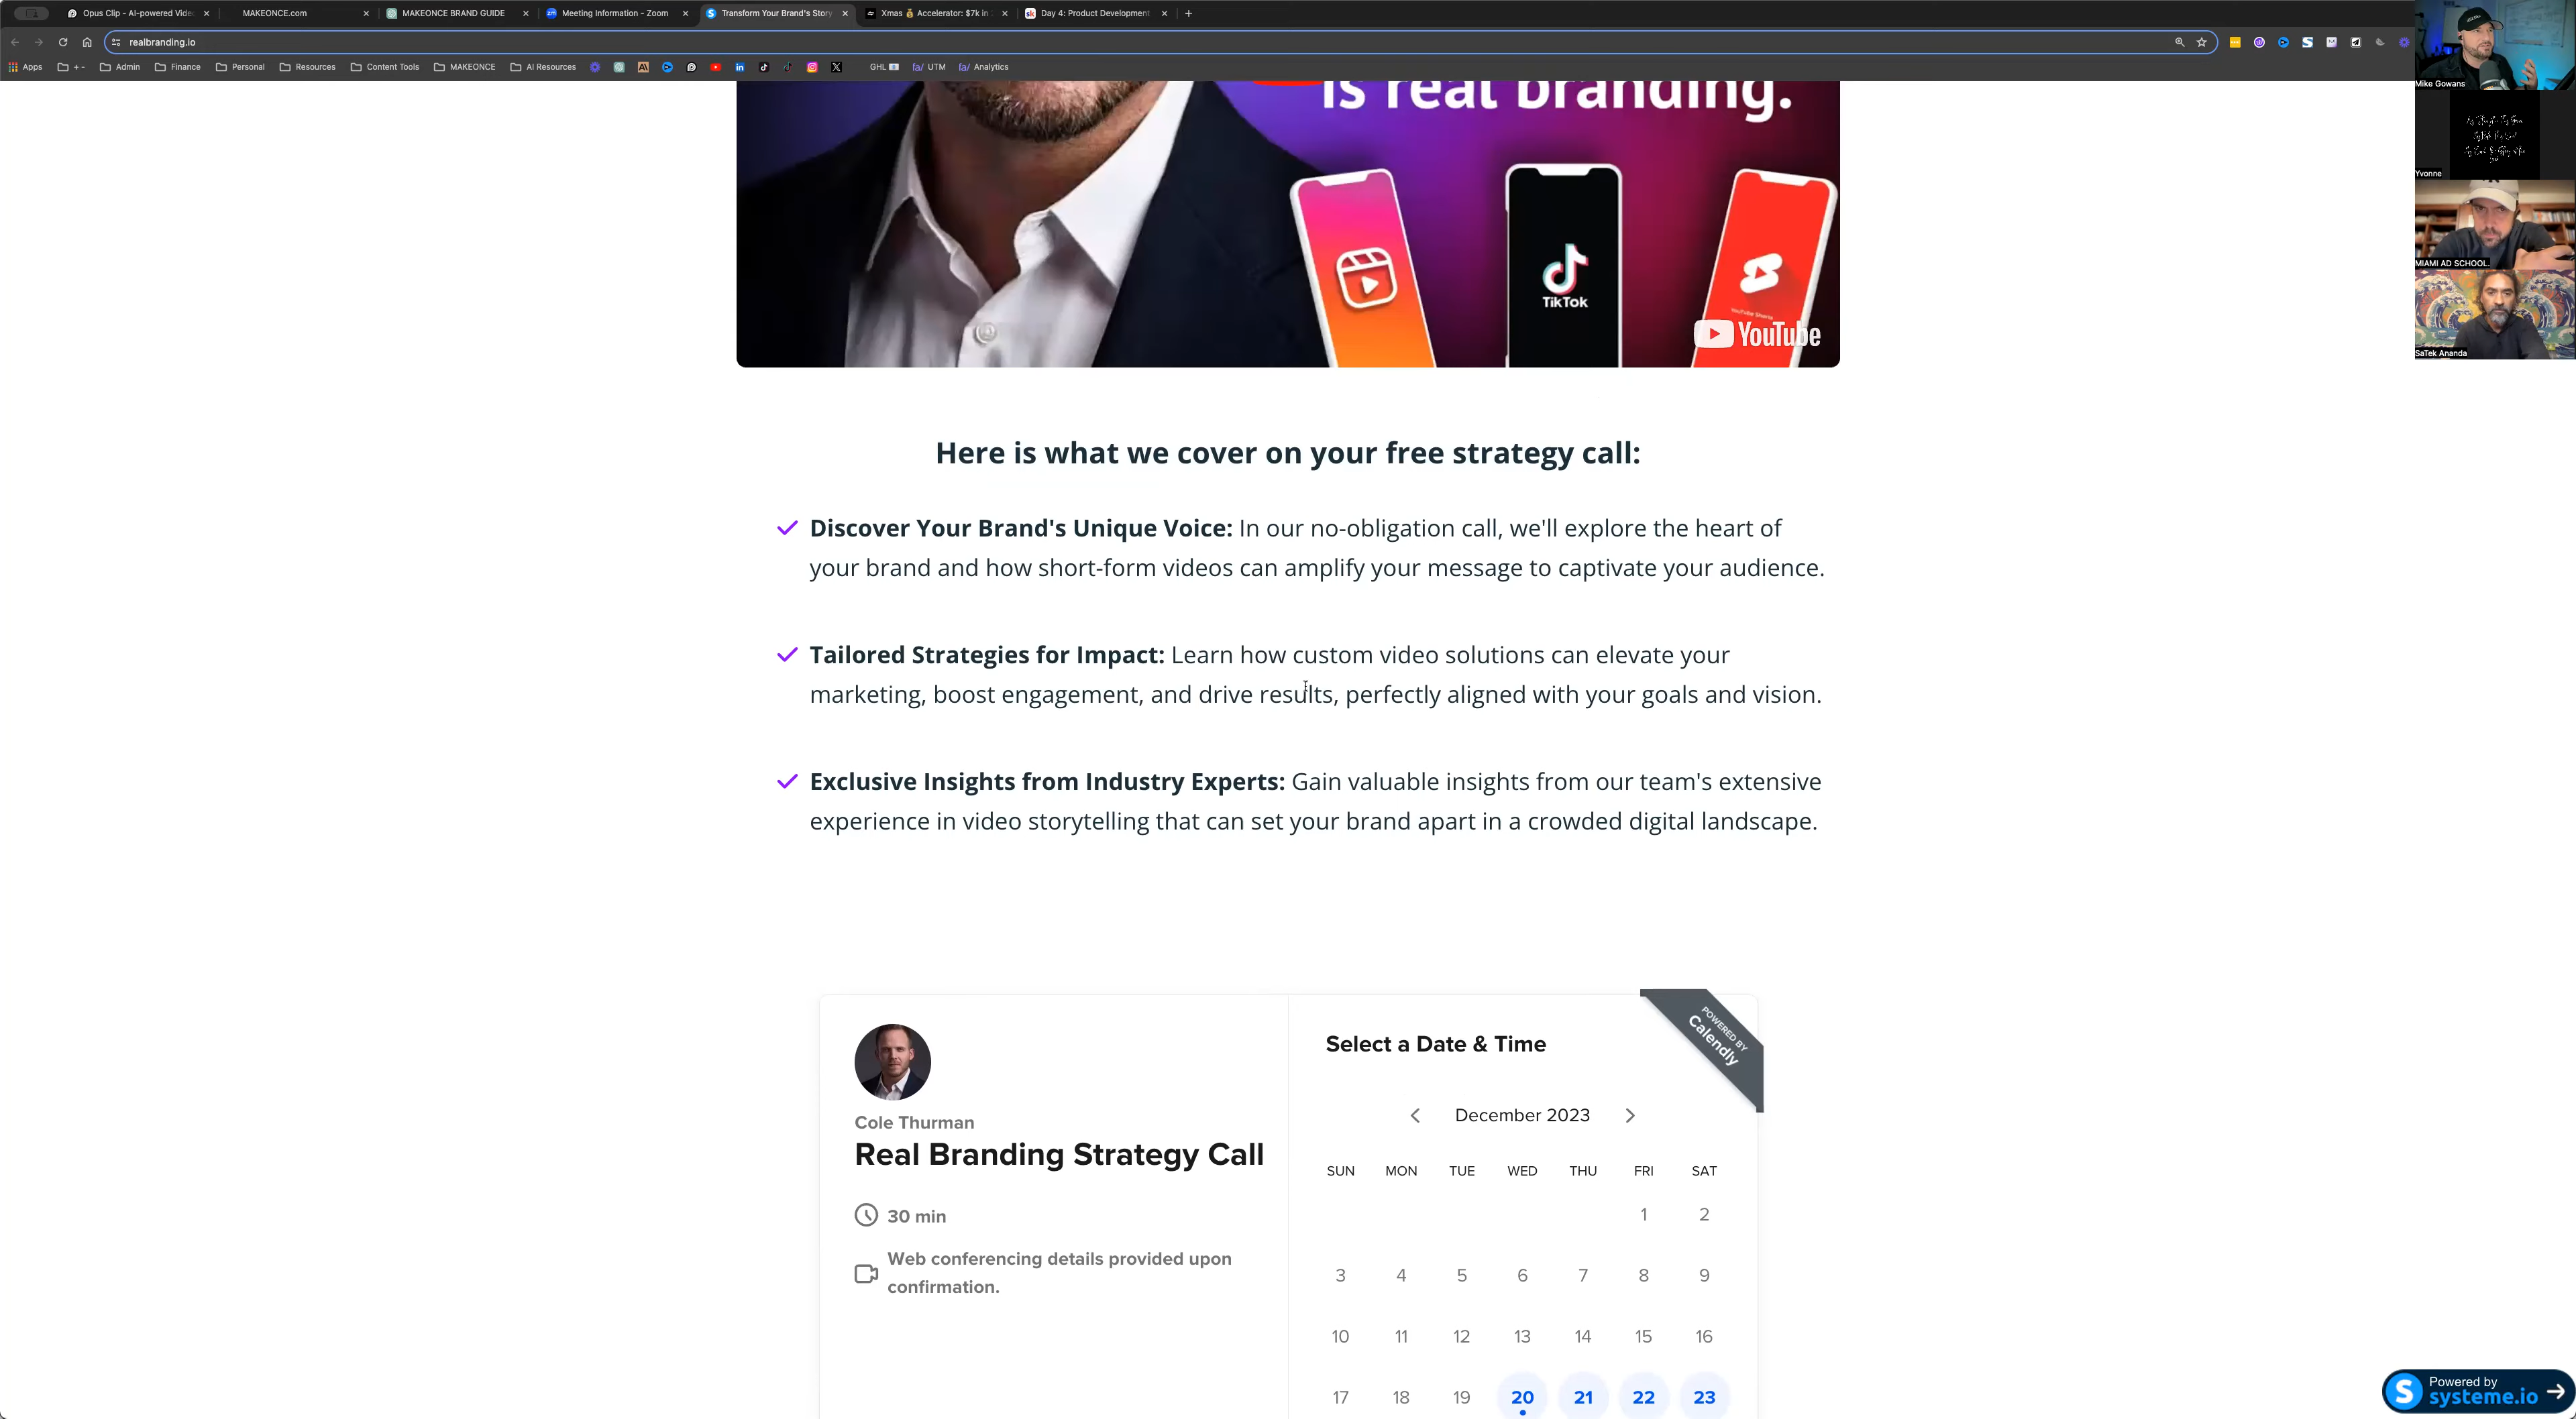 Opus Clip - AI-powered Vide
MAKEONCE.com
MAKEONCE BRAND GUIDE
Meeting Information - Zoom
Transform Your Brand's Story
Xmas 💰 Accelerator: $7k in
Day 4: Product Development
realbranding.io
Apps
+ -
Admin
Finance
Personal
Resources
Content Tools
MAKEONCE
AI Resources
GHL
fa/ UTM
fa/ Analytics
Mike Gowans
Yvonne
MIAMI AD SCHOOL.
SaTek Ananda
is real branding.
TikTok
YouTube Shorts
YouTube
Here is what we cover on your free strategy call:
Discover Your Brand's Unique Voice: In our no-obligation call, we'll explore the heart of
your brand and how short-form videos can amplify your message to captivate your audience.
Tailored Strategies for Impact: Learn how custom video solutions can elevate your
marketing, boost engagement, and drive results, perfectly aligned with your goals and vision.
Exclusive Insights from Industry Experts: Gain valuable insights from our team's extensive
experience in video storytelling that can set your brand apart in a crowded digital landscape.
Cole Thurman
Real Branding Strategy Call
30 min
Web conferencing details provided upon
confirmation.
Select a Date & Time
POWERED BY
Calendly
December 2023
SUN MON TUE WED THU FRI SAT
1 2
3 4 5 6 7 8 9
10 11 12 13 14 15 16
17 18 19 20 21 22 23
Powered by
systeme.io